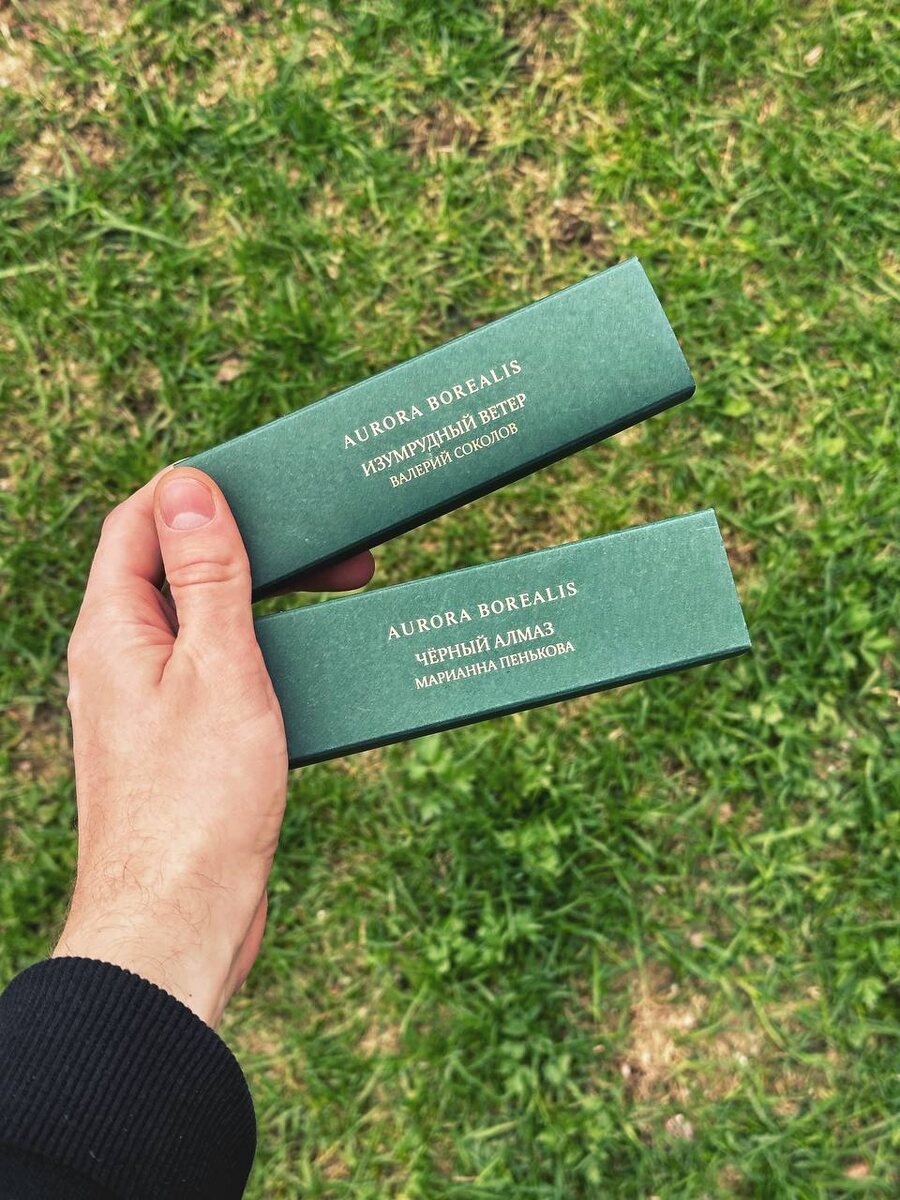 AURORA BOREALIS
ИЗУМРУДНЫЙ ВЕТЕР
ВАЛЕРИЙ СОКОЛОВ
AURORA BOREALIS
ЧЁРНЫЙ АЛМАЗ
МАРИАННА ПЕНЬКОВА